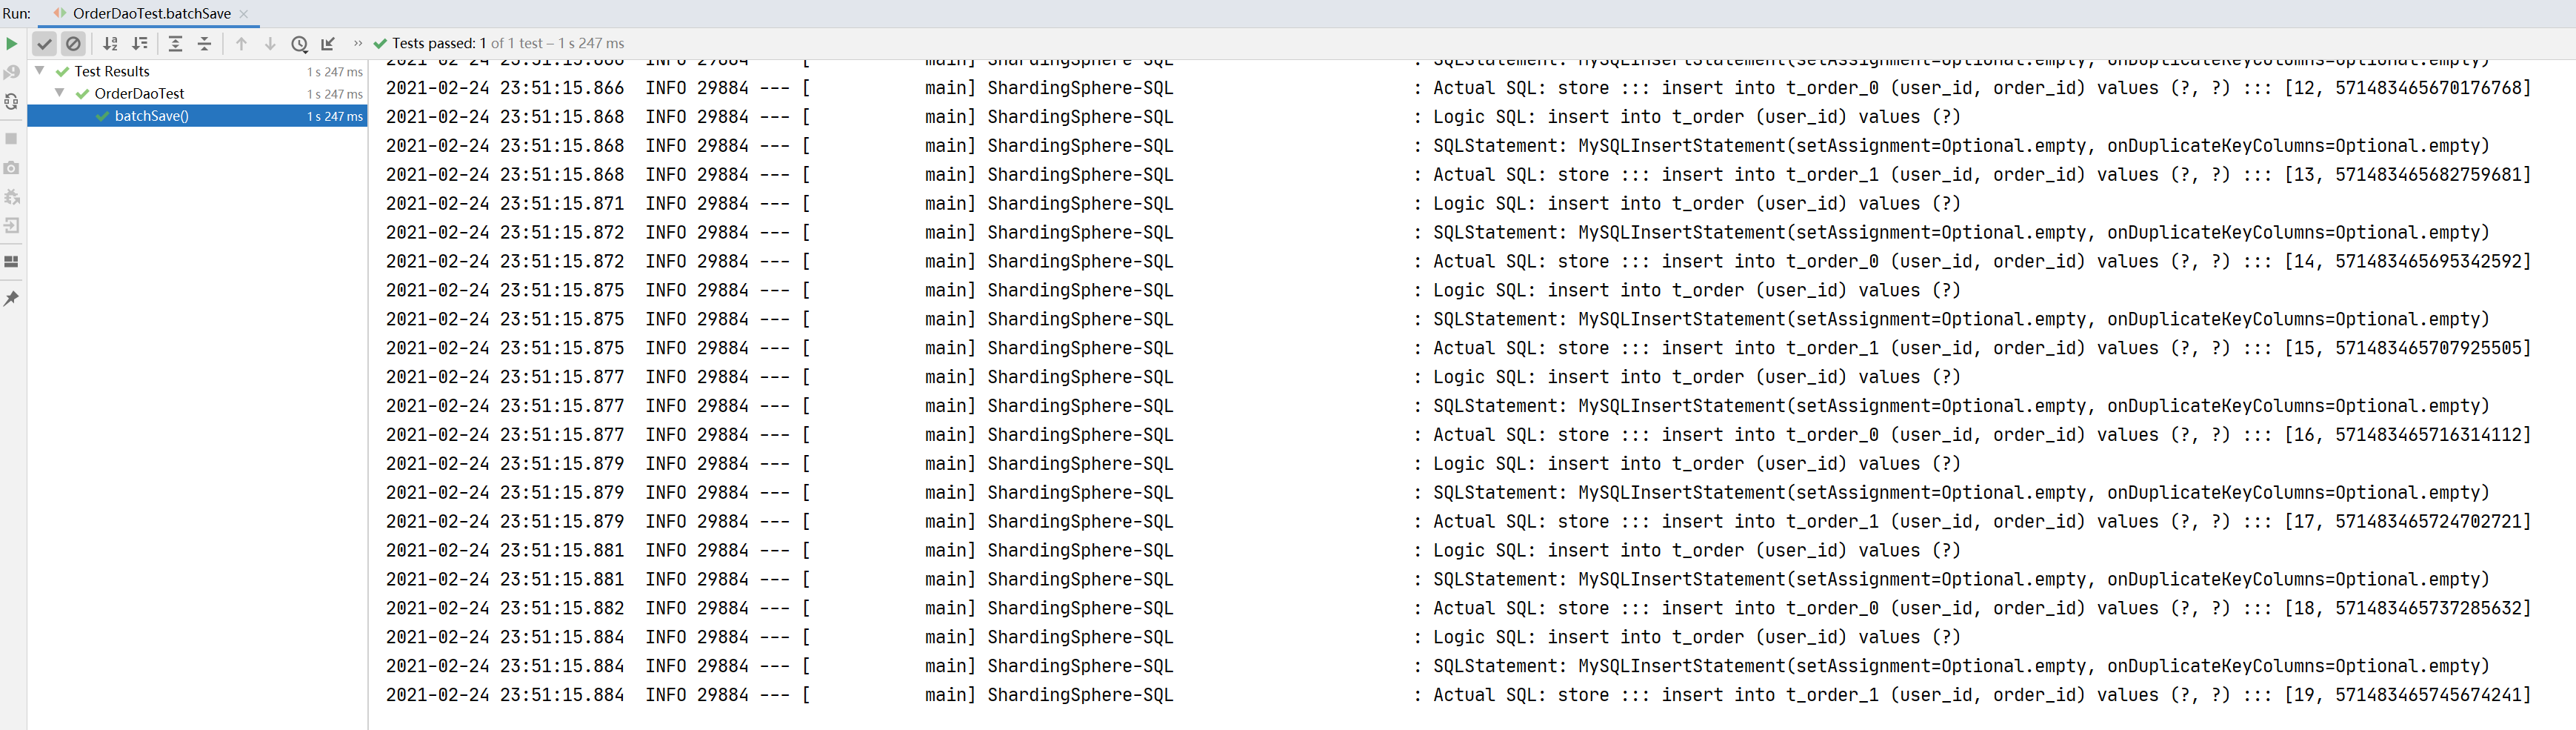 Run: OrderDaoTest.batchSave
Tests passed: 1 of 1 test – 1 s 247 ms
Test Results 1 s 247 ms
OrderDaoTest 1 s 247 ms
batchSave() 1 s 247 ms
2021-02-24 23:51:15.866 INFO 29884 --- [ main] ShardingSphere-SQL : SQLStatement: MySQLInsertStatement(setAssignment=Optional.empty, onDuplicateKeyColumns=Optional.empty)
2021-02-24 23:51:15.866 INFO 29884 --- [ main] ShardingSphere-SQL : Actual SQL: store ::: insert into t_order_0 (user_id, order_id) values (?, ?) ::: [12, 571483465670176768]
2021-02-24 23:51:15.868 INFO 29884 --- [ main] ShardingSphere-SQL : Logic SQL: insert into t_order (user_id) values (?)
2021-02-24 23:51:15.868 INFO 29884 --- [ main] ShardingSphere-SQL : SQLStatement: MySQLInsertStatement(setAssignment=Optional.empty, onDuplicateKeyColumns=Optional.empty)
2021-02-24 23:51:15.868 INFO 29884 --- [ main] ShardingSphere-SQL : Actual SQL: store ::: insert into t_order_1 (user_id, order_id) values (?, ?) ::: [13, 571483465682759681]
2021-02-24 23:51:15.871 INFO 29884 --- [ main] ShardingSphere-SQL : Logic SQL: insert into t_order (user_id) values (?)
2021-02-24 23:51:15.872 INFO 29884 --- [ main] ShardingSphere-SQL : SQLStatement: MySQLInsertStatement(setAssignment=Optional.empty, onDuplicateKeyColumns=Optional.empty)
2021-02-24 23:51:15.872 INFO 29884 --- [ main] ShardingSphere-SQL : Actual SQL: store ::: insert into t_order_0 (user_id, order_id) values (?, ?) ::: [14, 571483465695342592]
2021-02-24 23:51:15.875 INFO 29884 --- [ main] ShardingSphere-SQL : Logic SQL: insert into t_order (user_id) values (?)
2021-02-24 23:51:15.875 INFO 29884 --- [ main] ShardingSphere-SQL : SQLStatement: MySQLInsertStatement(setAssignment=Optional.empty, onDuplicateKeyColumns=Optional.empty)
2021-02-24 23:51:15.875 INFO 29884 --- [ main] ShardingSphere-SQL : Actual SQL: store ::: insert into t_order_1 (user_id, order_id) values (?, ?) ::: [15, 571483465707925505]
2021-02-24 23:51:15.877 INFO 29884 --- [ main] ShardingSphere-SQL : Logic SQL: insert into t_order (user_id) values (?)
2021-02-24 23:51:15.877 INFO 29884 --- [ main] ShardingSphere-SQL : SQLStatement: MySQLInsertStatement(setAssignment=Optional.empty, onDuplicateKeyColumns=Optional.empty)
2021-02-24 23:51:15.877 INFO 29884 --- [ main] ShardingSphere-SQL : Actual SQL: store ::: insert into t_order_0 (user_id, order_id) values (?, ?) ::: [16, 571483465716314112]
2021-02-24 23:51:15.879 INFO 29884 --- [ main] ShardingSphere-SQL : Logic SQL: insert into t_order (user_id) values (?)
2021-02-24 23:51:15.879 INFO 29884 --- [ main] ShardingSphere-SQL : SQLStatement: MySQLInsertStatement(setAssignment=Optional.empty, onDuplicateKeyColumns=Optional.empty)
2021-02-24 23:51:15.879 INFO 29884 --- [ main] ShardingSphere-SQL : Actual SQL: store ::: insert into t_order_1 (user_id, order_id) values (?, ?) ::: [17, 571483465724702721]
2021-02-24 23:51:15.881 INFO 29884 --- [ main] ShardingSphere-SQL : Logic SQL: insert into t_order (user_id) values (?)
2021-02-24 23:51:15.881 INFO 29884 --- [ main] ShardingSphere-SQL : SQLStatement: MySQLInsertStatement(setAssignment=Optional.empty, onDuplicateKeyColumns=Optional.empty)
2021-02-24 23:51:15.882 INFO 29884 --- [ main] ShardingSphere-SQL : Actual SQL: store ::: insert into t_order_0 (user_id, order_id) values (?, ?) ::: [18, 571483465737285632]
2021-02-24 23:51:15.884 INFO 29884 --- [ main] ShardingSphere-SQL : Logic SQL: insert into t_order (user_id) values (?)
2021-02-24 23:51:15.884 INFO 29884 --- [ main] ShardingSphere-SQL : SQLStatement: MySQLInsertStatement(setAssignment=Optional.empty, onDuplicateKeyColumns=Optional.empty)
2021-02-24 23:51:15.884 INFO 29884 --- [ main] ShardingSphere-SQL : Actual SQL: store ::: insert into t_order_1 (user_id, order_id) values (?, ?) ::: [19, 571483465745674241]